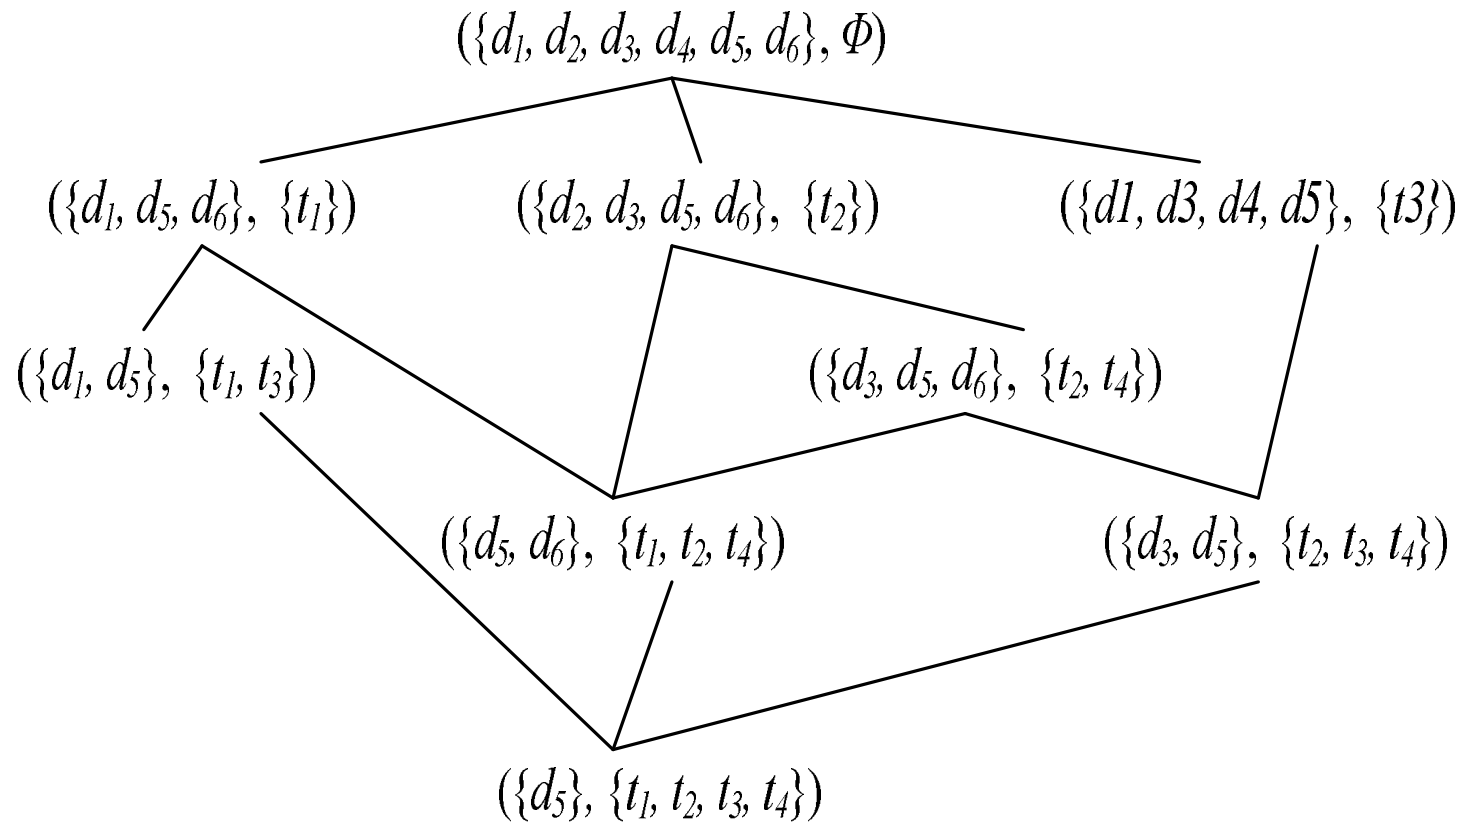 ({d₁, d₂, d₃, d₄, d₅, d₆}, Φ)
({d₁, d₅, d₆}, {t₁}) ({d₂, d₃, d₅, d₆}, {t₂}) ({d1, d3, d4, d5}, {t3})
({d₁, d₅}, {t₁, t₃}) ({d₃, d₅, d₆}, {t₂, t₄})
({d₅, d₆}, {t₁, t₂, t₄}) ({d₃, d₅}, {t₂, t₃, t₄})
({d₅}, {t₁, t₂, t₃, t₄})